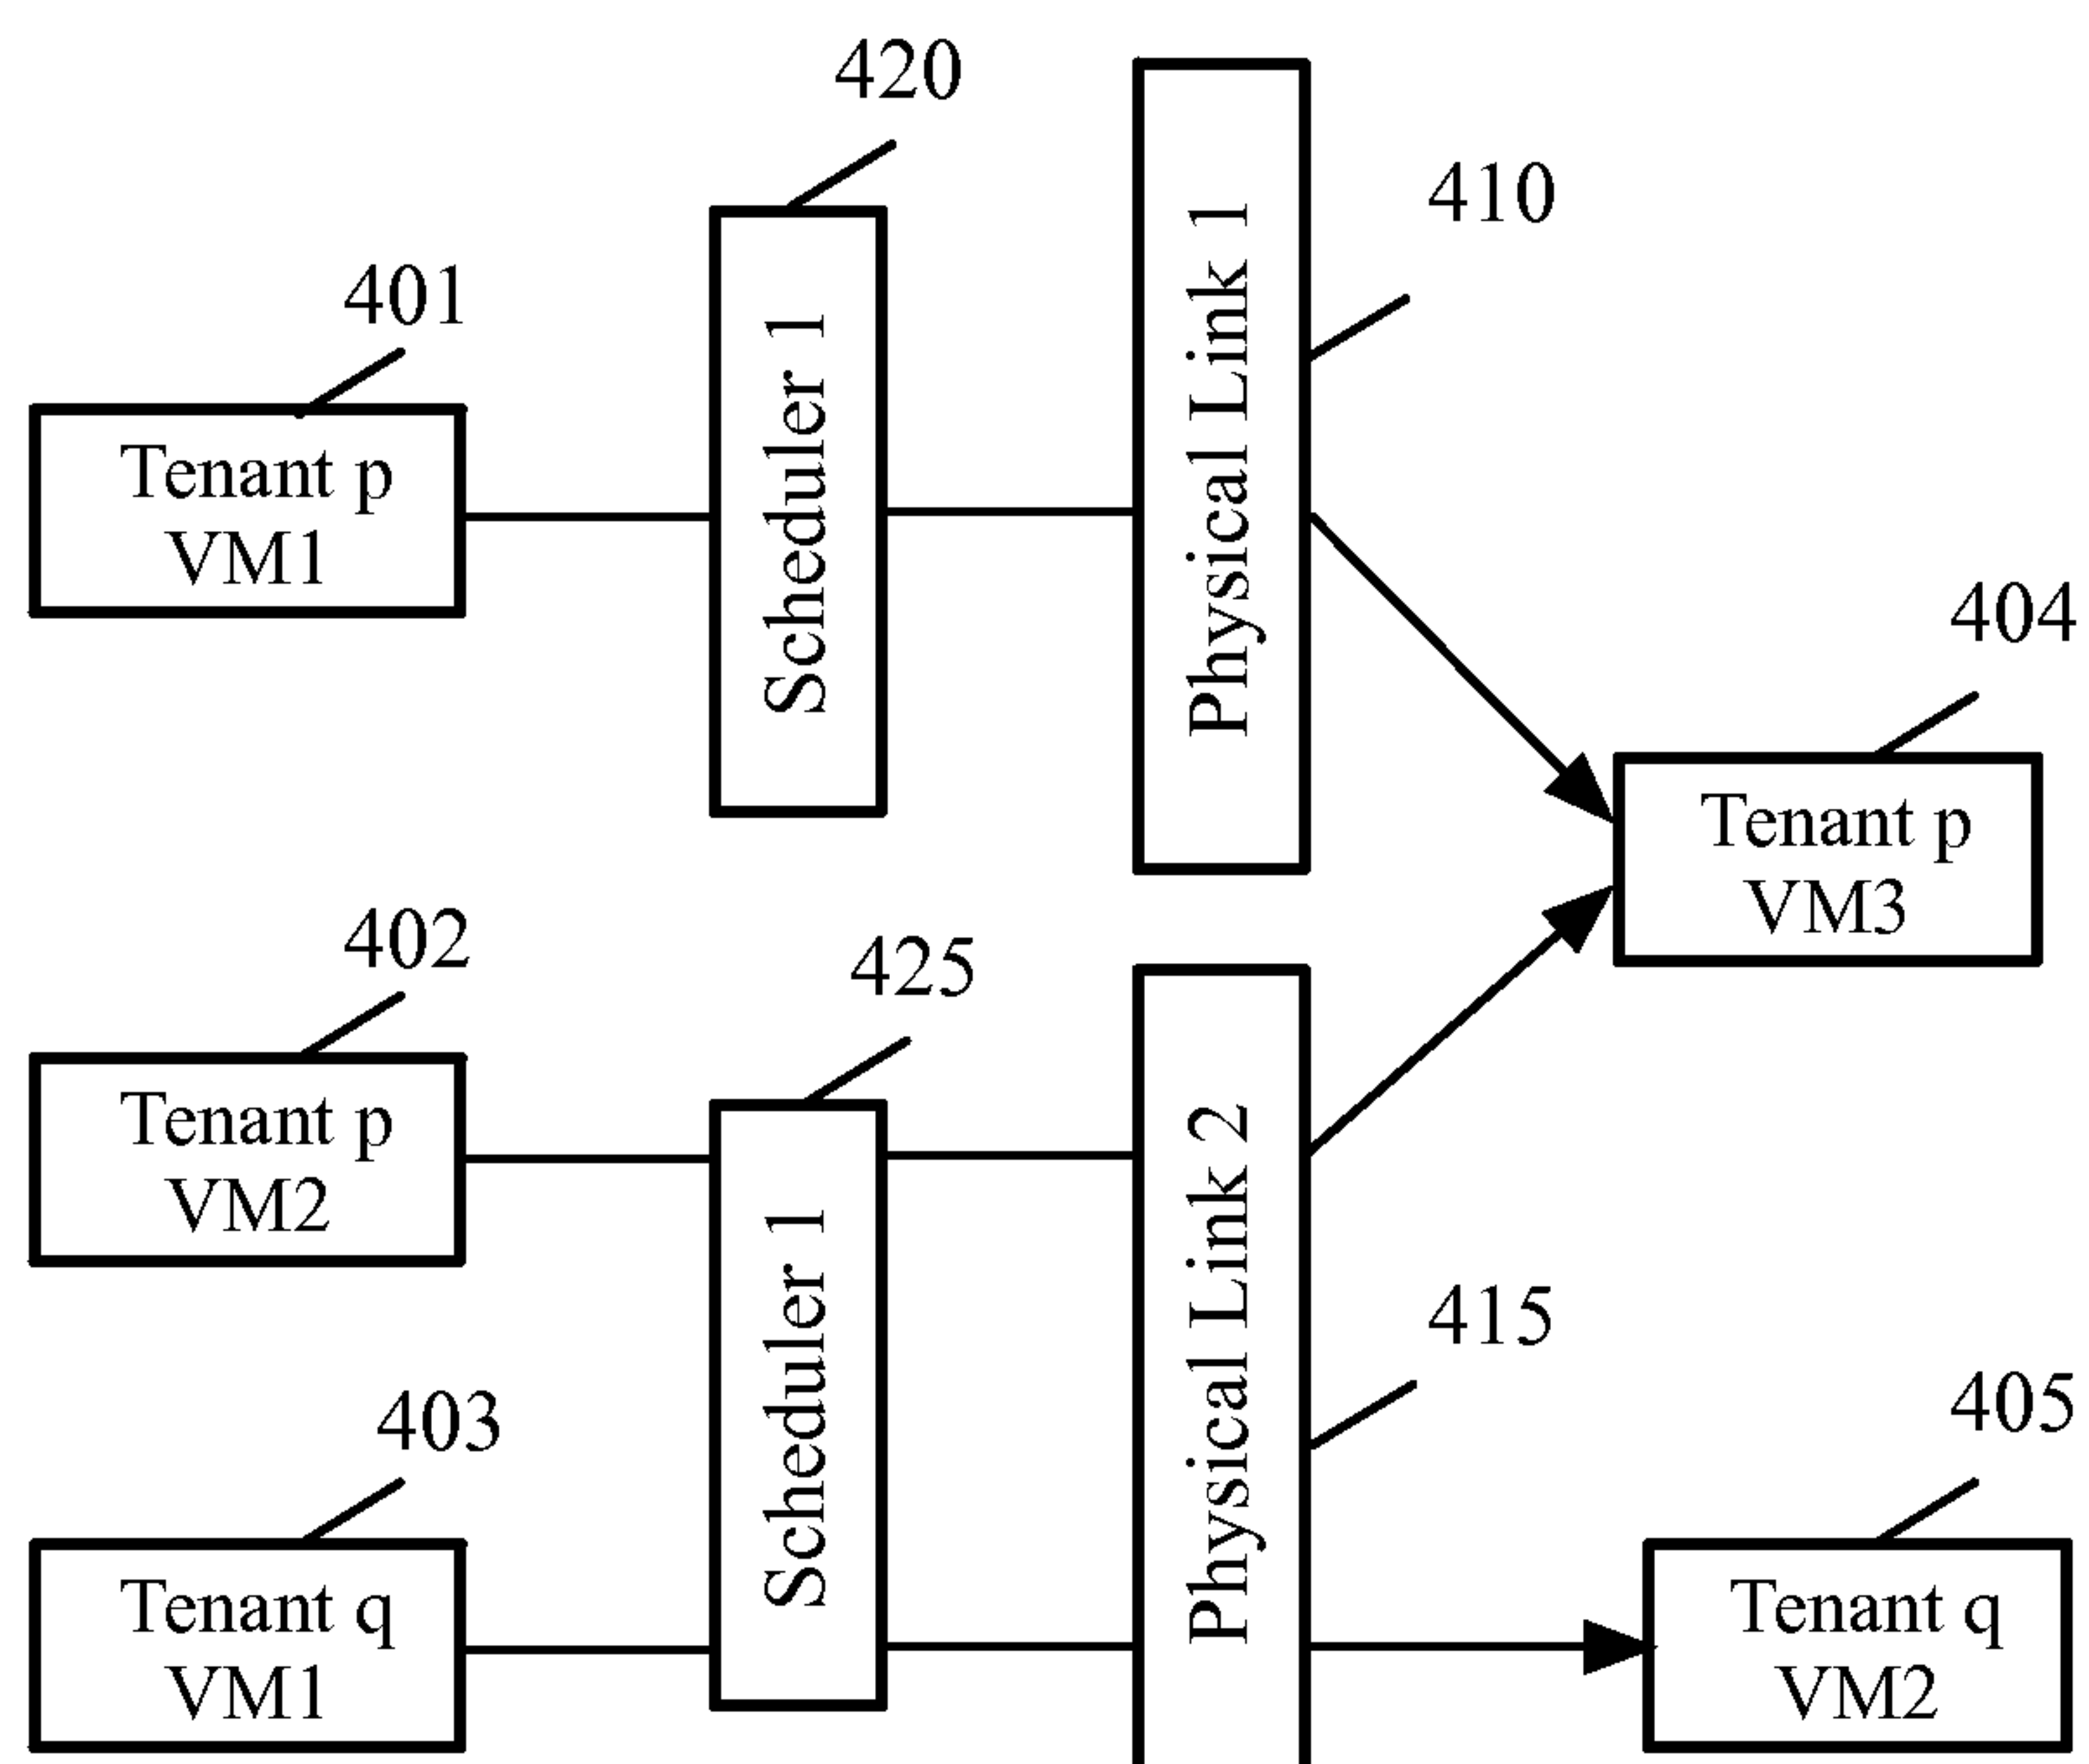 420
410
401
Scheduler 1
Physical Link 1
Tenant p
VM1
404
Tenant p
VM3
402
425
Tenant p
VM2
Scheduler 1
Physical Link 2
415
403
405
Tenant q
VM1
Tenant q
VM2